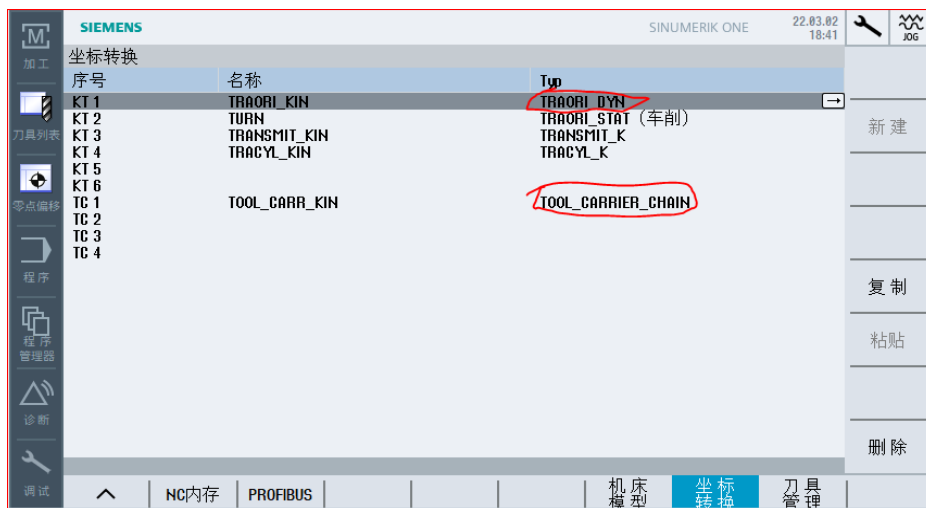 SIEMENS SINUMERIK ONE 22.03.02 18:41 JOG
M
加工
坐标转换
序号 名称 Typ
KT 1 TRAORI_KIN TRAORI_DYN
KT 2 TURN TRAORI_STAT (车削)
KT 3 TRANSMIT_KIN TRANSMIT_K
KT 4 TRACYL_KIN TRACYL_K
KT 5
KT 6
TC 1 TOOL_CARR_KIN TOOL_CARRIER_CHAIN
TC 2
TC 3
TC 4
刀具列表
零点偏移
程序
程序
管理器
诊断
调试
新建
复制
粘贴
删除
NC内存 PROFIBUS 机床模型 坐标转换 刀具管理